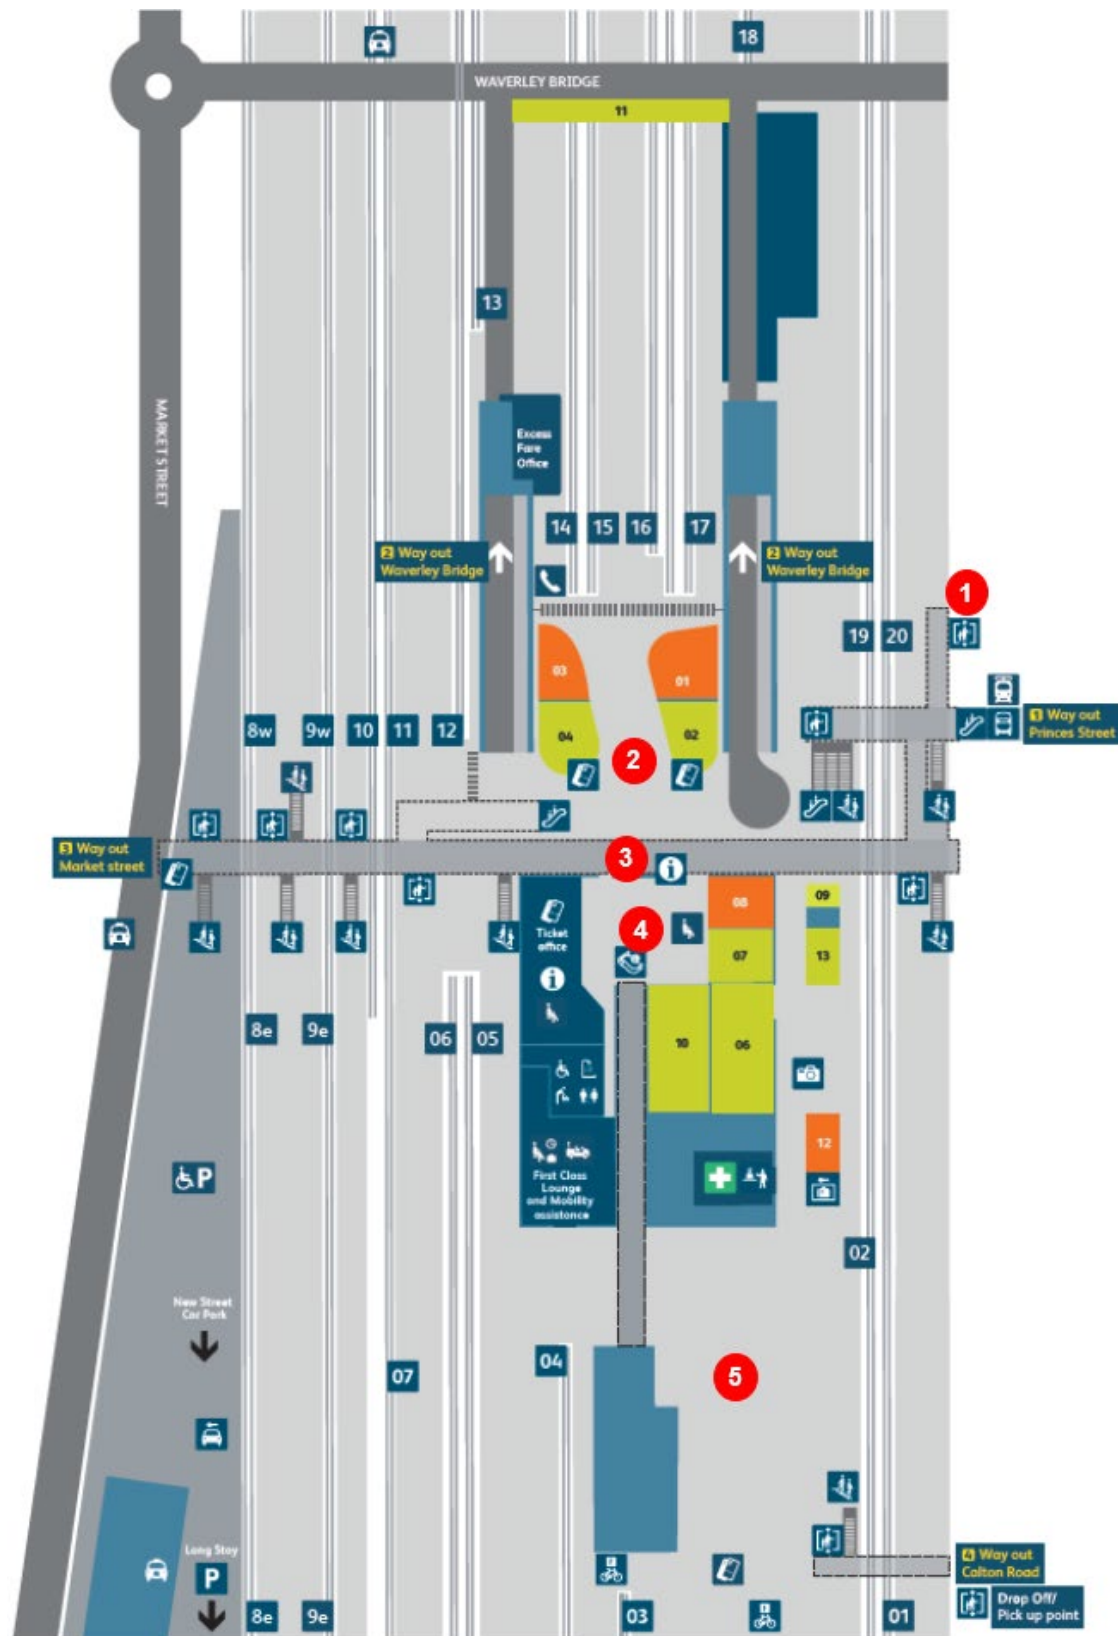 18
WAVERLEY BRIDGE
11
13
MARKET STREET
Excess
Fare
Office
14
15
16
17
2 Way out
Waverley Bridge
2 Way out
Waverley Bridge
1
03
01
19
20
8w
9w
10
11
12
04
02
2
1 Way out
Princes Street
3 Way out
Market street
3
i
08
09
4
Ticket
office
07
13
i
8e
9e
06
05
10
06
12
P
First Class
Lounge
and Mobility
assistance
02
New Street
Car Park
07
04
5
Long Stay
P
4 Way out
Calton Road
8e
9e
03
01
Drop Off/
Pick up point